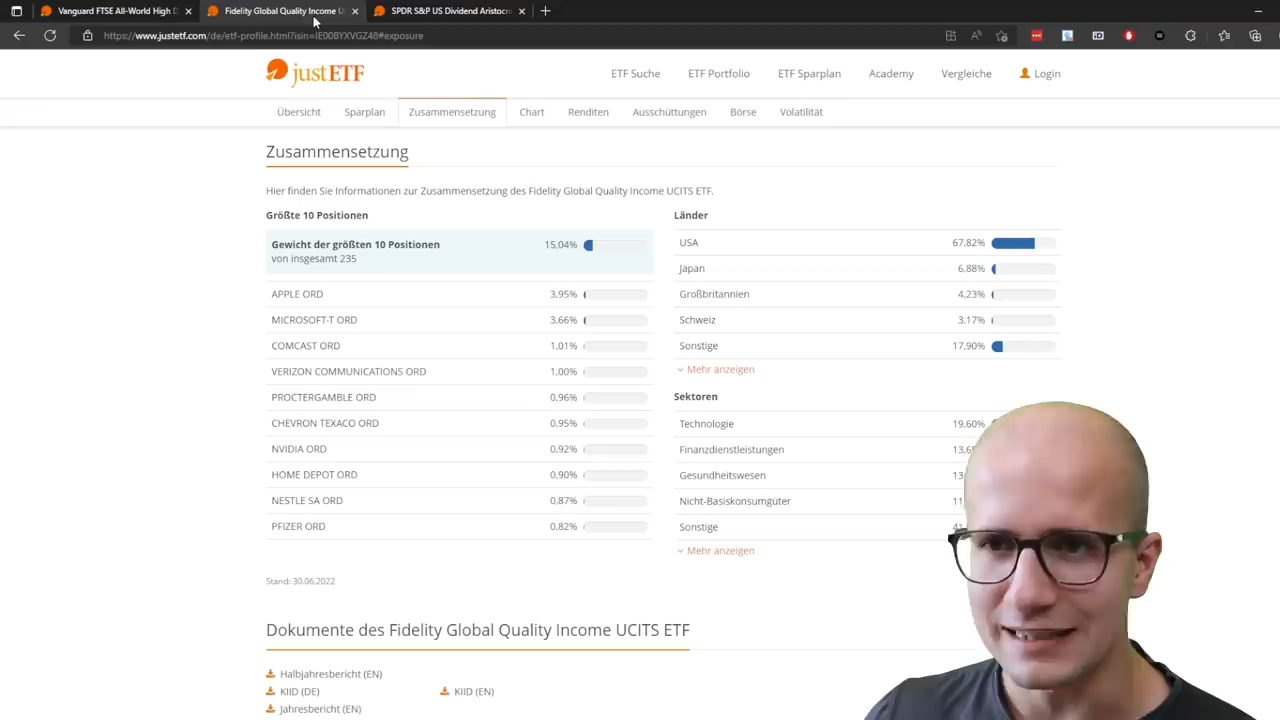 Vanguard FTSE All-World High D
Fidelity Global Quality Income U
SPDR S&P US Dividend Aristocr
https://www.justetf.com/de/etf-profile.html?isin=IE00BYXVGZ48#exposure
justETF
ETF Suche
ETF Portfolio
ETF Sparplan
Academy
Vergleiche
Login
Übersicht
Sparplan
Zusammensetzung
Chart
Renditen
Ausschüttungen
Börse
Volatilität
Zusammensetzung
Hier finden Sie Informationen zur Zusammensetzung des Fidelity Global Quality Income UCITS ETF.
Größte 10 Positionen
Gewicht der größten 10 Positionen 15,04%
von insgesamt 235
APPLE ORD 3,95%
MICROSOFT-T ORD 3,66%
COMCAST ORD 1,01%
VERIZON COMMUNICATIONS ORD 1,00%
PROCTERGAMBLE ORD 0,96%
CHEVRON TEXACO ORD 0,95%
NVIDIA ORD 0,92%
HOME DEPOT ORD 0,90%
NESTLE SA ORD 0,87%
PFIZER ORD 0,82%
Stand: 30.06.2022
Länder
USA 67,82%
Japan 6,88%
Großbritannien 4,23%
Schweiz 3,17%
Sonstige 17,90%
Mehr anzeigen
Sektoren
Technologie 19,60%
Finanzdienstleistungen 13,6
Gesundheitswesen 13
Nicht-Basiskonsumgüter 11
Sonstige 41
Mehr anzeigen
Dokumente des Fidelity Global Quality Income UCITS ETF
Halbjahresbericht (EN)
KIID (DE)
KIID (EN)
Jahresbericht (EN)